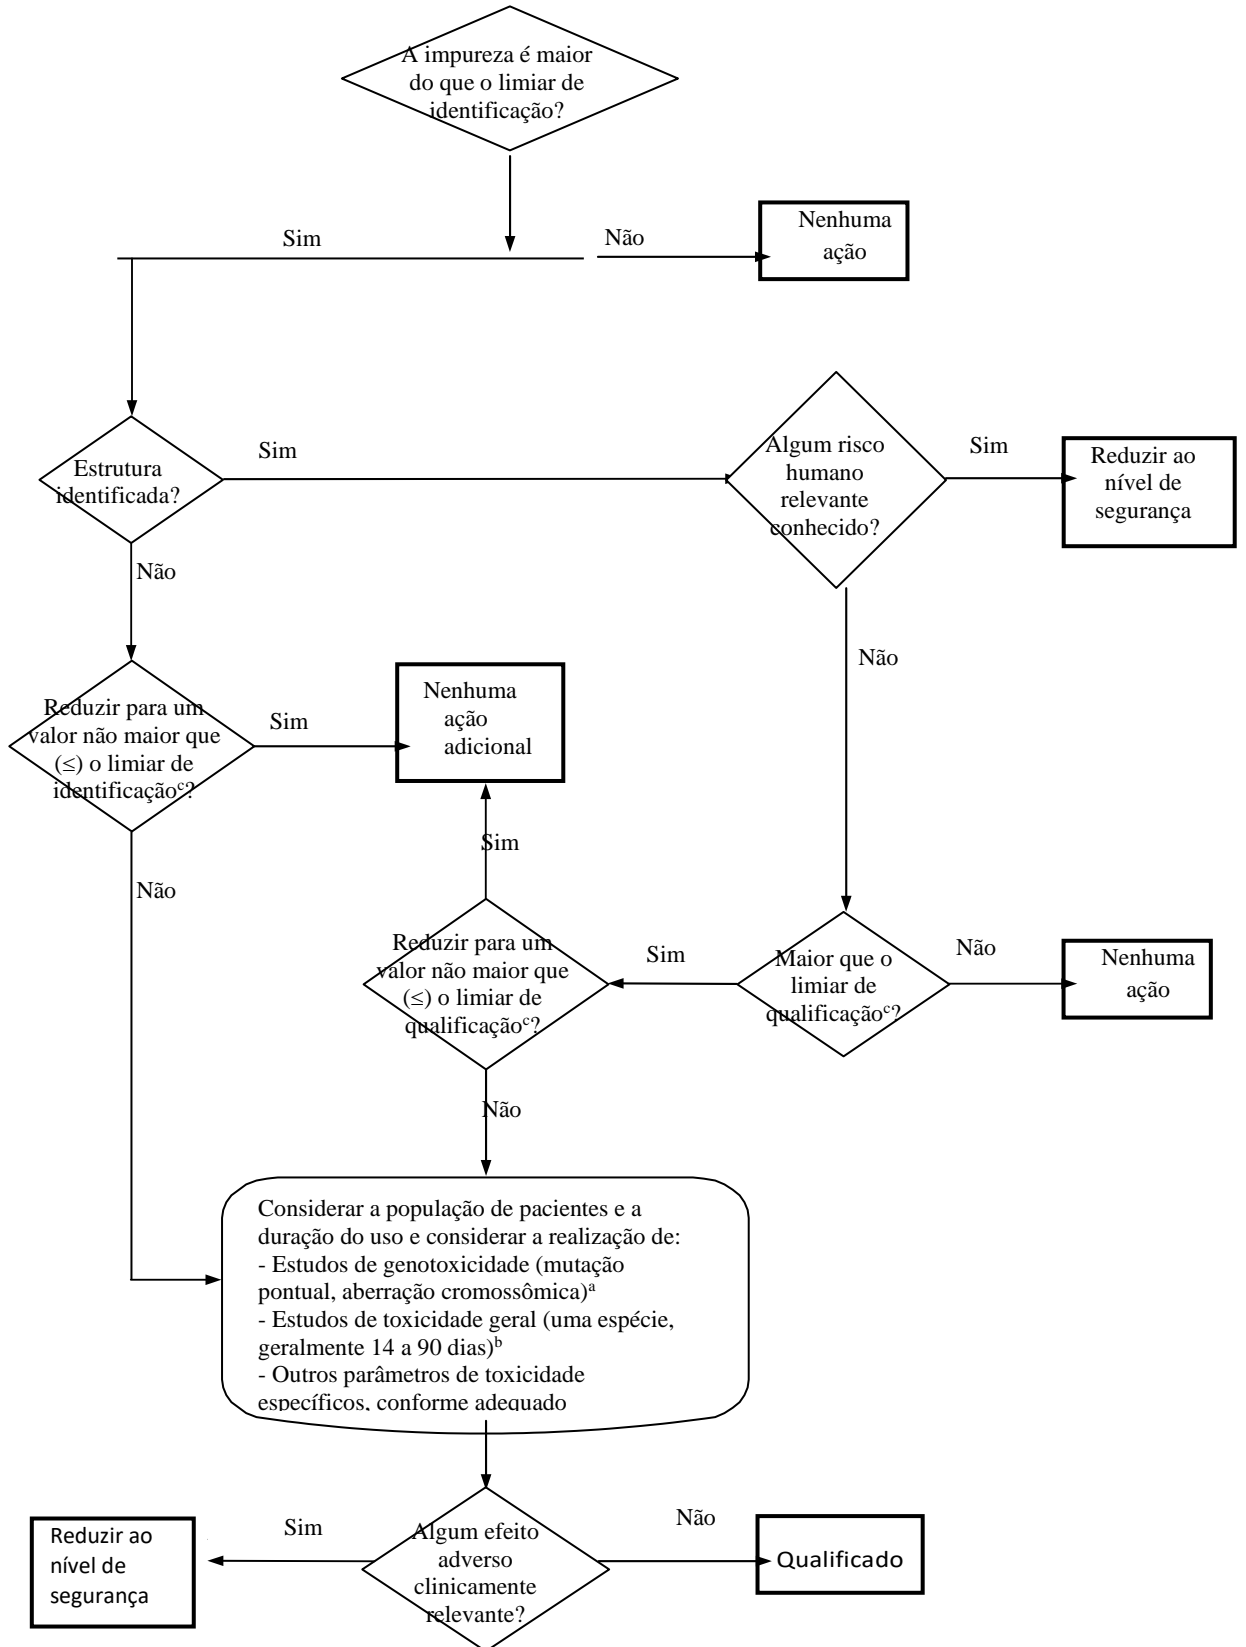 A impureza é maior
do que o limiar de
identificação?
Sim
Não
Nenhuma
ação
Estrutura
identificada?
Sim
Algum risco
humano
relevante
conhecido?
Sim
Reduzir ao
nível de
segurança
Não
Não
Reduzir para um
valor não maior que
(≤) o limiar de
identificaçãoᶜ?
Sim
Nenhuma
ação
adicional
Sim
Não
Reduzir para um
valor não maior que
(≤) o limiar de
qualificaçãoᶜ?
Sim
Maior que o
limiar de
qualificaçãoᶜ?
Não
Nenhuma
ação
Não
Considerar a população de pacientes e a
duração do uso e considerar a realização de:
- Estudos de genotoxicidade (mutação
pontual, aberração cromossômica)ᵃ
- Estudos de toxicidade geral (uma espécie,
geralmente 14 a 90 dias)ᵇ
- Outros parâmetros de toxicidade
específicos, conforme adequado
Reduzir ao
nível de
segurança
Sim
Algum efeito
adverso
clinicamente
relevante?
Não
Qualificado